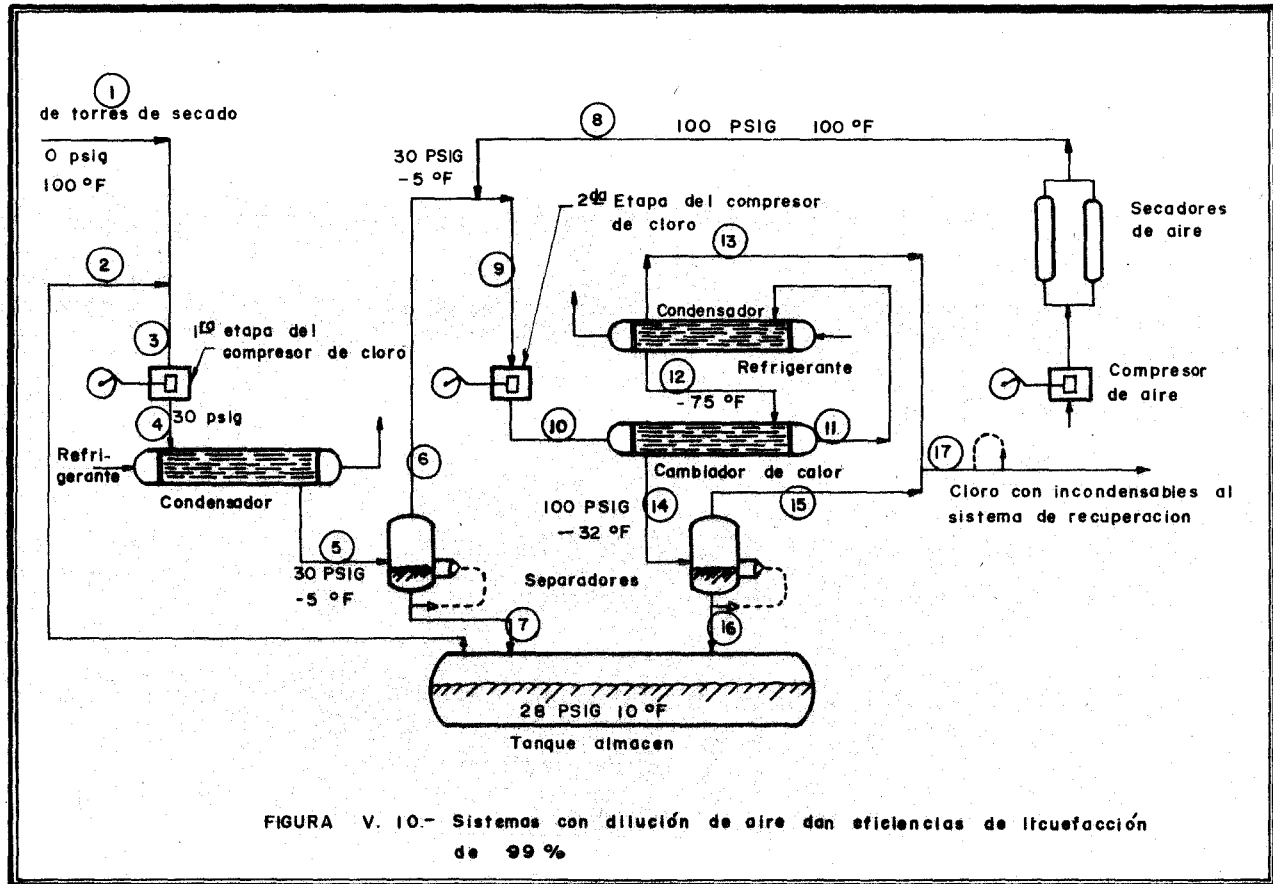 1
de torres de secado
0 psig
100 °F
2
3
1ra etapa del
compresor de cloro
4
30 psig
Refri-
gerante
Condensador
5
30 PSIG
-5 °F
6
7
8
100 PSIG 100 °F
30 PSIG
-5 °F
2da Etapa del compresor
de cloro
9
10
13
Condensador
Refrigerante
12
-75 °F
11
Cambiador de calor
14
100 PSIG
-32 °F
15
Separadores
16
17
Cloro con incondensables al
sistema de recuperacion
Secadores
de aire
Compresor
de aire
28 PSIG 10 °F
Tanque almacen
FIGURA V. 10.- Sistemas con dilución de aire dan eficiencias de licuefacción
de 99 %